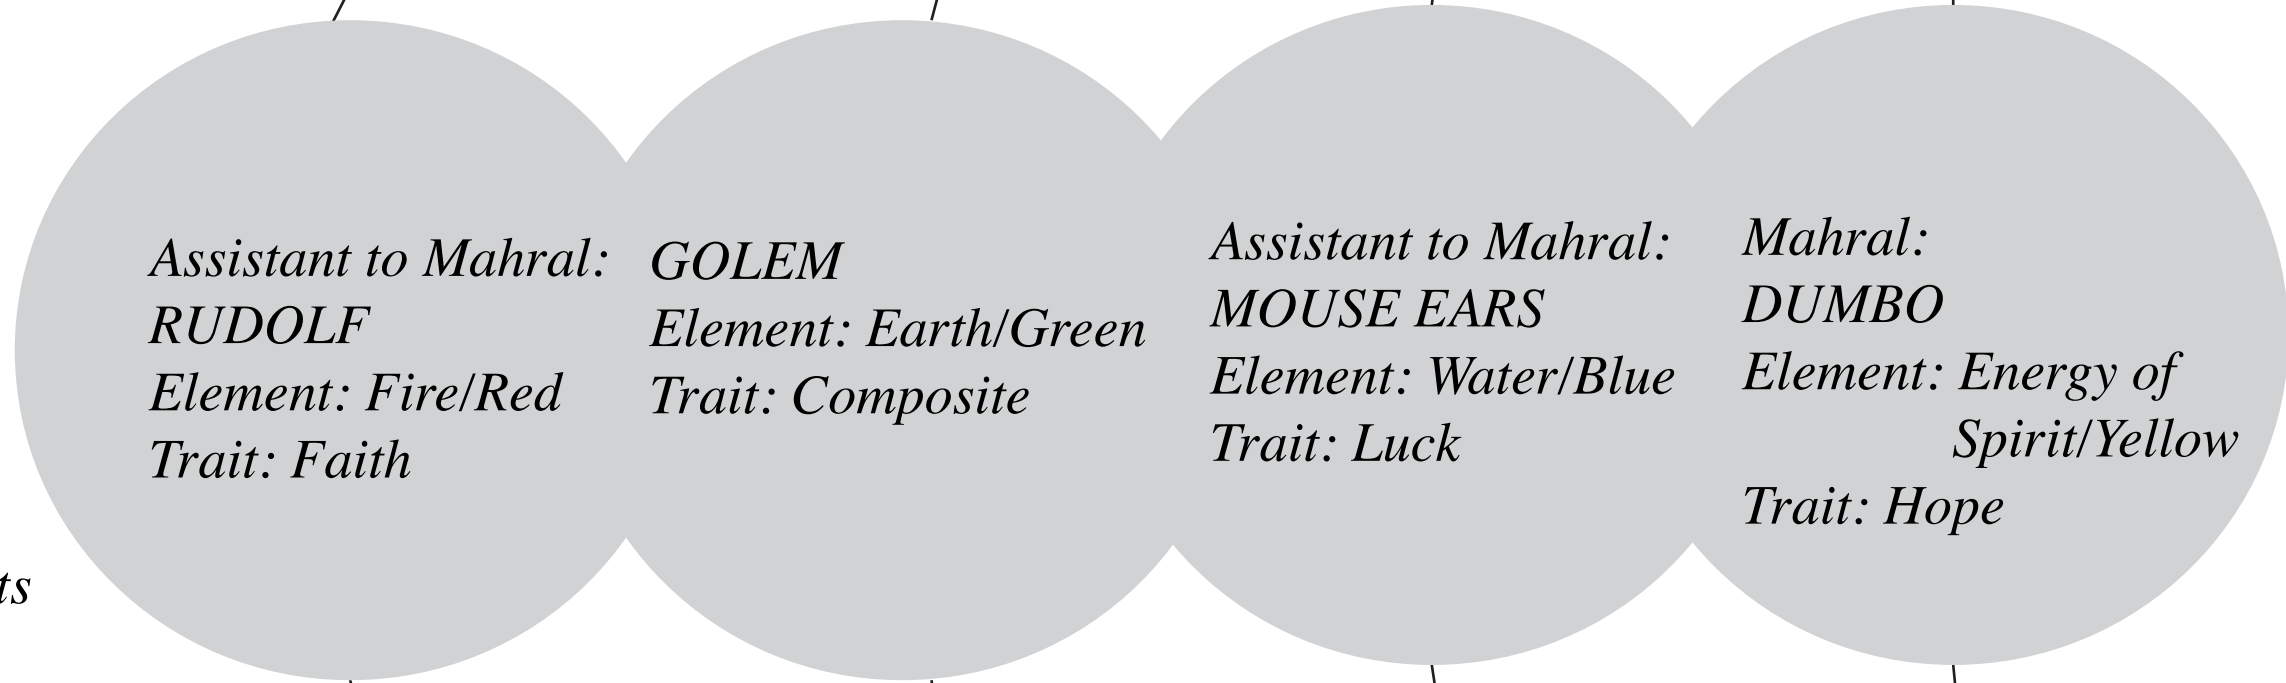 Assistant to Mahral:
RUDOLF
Element: Fire/Red
Trait: Faith
GOLEM
Element: Earth/Green
Trait: Composite
Assistant to Mahral:
MOUSE EARS
Element: Water/Blue
Trait: Luck
Mahral:
DUMBO
Element: Energy of
Spirit/Yellow
Trait: Hope
ts